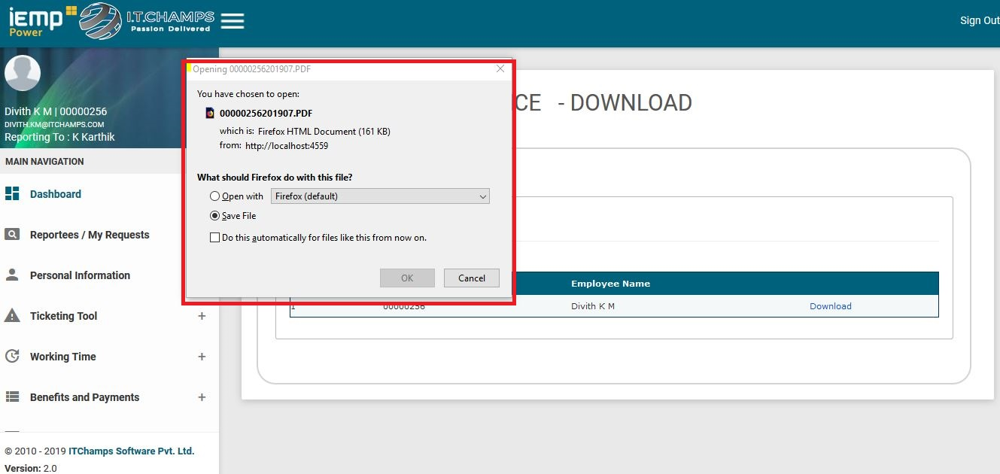 iEmp
Power
I.T.CHAMPS
Passion Delivered
Sign Out
Divith K M | 00000256
DIVITH.KM@ITCHAMPS.COM
Reporting To : K Karthik
MAIN NAVIGATION
Dashboard
Reportees / My Requests
Personal Information
Ticketing Tool +
Working Time +
Benefits and Payments +
© 2010 - 2019 ITChamps Software Pvt. Ltd.
Version: 2.0
Opening 00000256201907.PDF
You have chosen to open:
00000256201907.PDF
which is: Firefox HTML Document (161 KB)
from: http://localhost:4559
What should Firefox do with this file?
Open with Firefox (default)
Save File
Do this automatically for files like this from now on.
OK Cancel
CE - DOWNLOAD
Employee Name
1 00000256 Divith K M Download